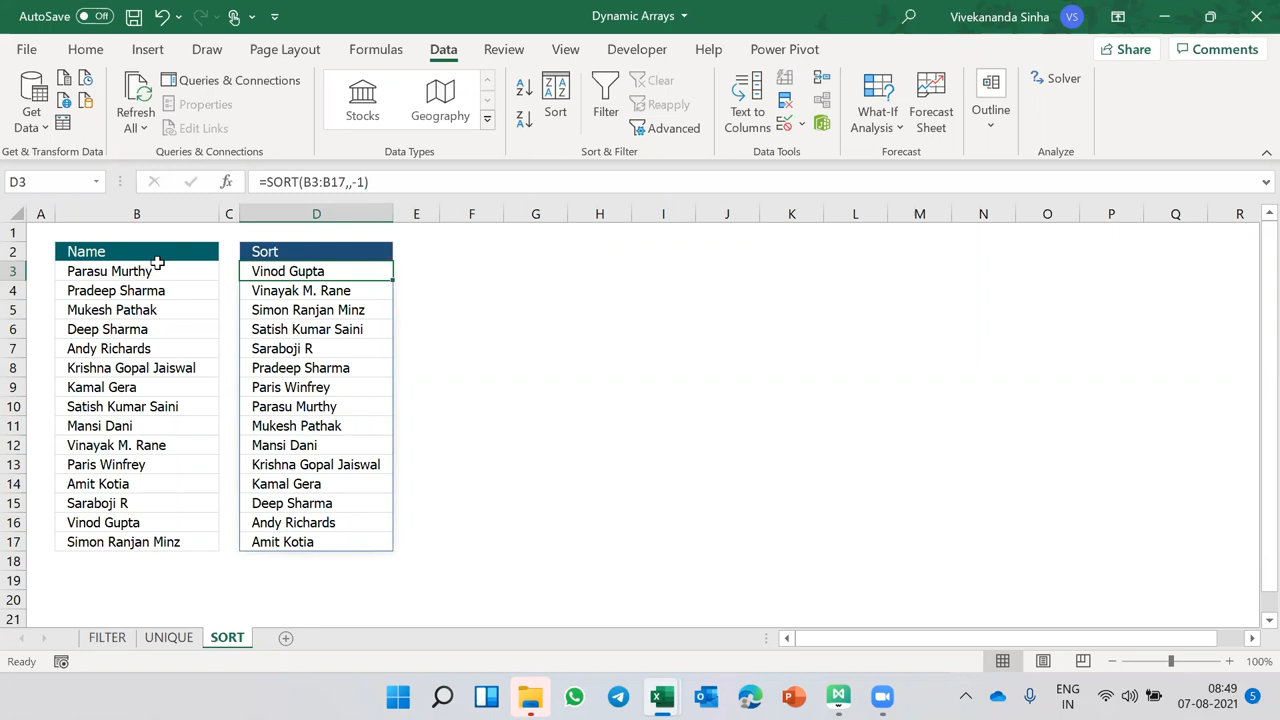 AutoSave Off
Dynamic Arrays
Vivekananda Sinha VS
File Home Insert Draw Page Layout Formulas Data Review View Developer Help Power Pivot Share Comments
Get Data
Refresh All
Queries & Connections
Properties
Edit Links
Stocks
Geography
Sort
Filter
Clear
Reapply
Advanced
Text to Columns
What-If Analysis
Forecast Sheet
Outline
Solver
Get & Transform Data Queries & Connections Data Types Sort & Filter Data Tools Forecast Analyze
D3 fx =SORT(B3:B17,,-1)
A B C D E F G H I J K L M N O P Q R
1
2 Name Sort
3 Parasu Murthy Vinod Gupta
4 Pradeep Sharma Vinayak M. Rane
5 Mukesh Pathak Simon Ranjan Minz
6 Deep Sharma Satish Kumar Saini
7 Andy Richards Saraboji R
8 Krishna Gopal Jaiswal Pradeep Sharma
9 Kamal Gera Paris Winfrey
10 Satish Kumar Saini Parasu Murthy
11 Mansi Dani Mukesh Pathak
12 Vinayak M. Rane Mansi Dani
13 Paris Winfrey Krishna Gopal Jaiswal
14 Amit Kotia Kamal Gera
15 Saraboji R Deep Sharma
16 Vinod Gupta Andy Richards
17 Simon Ranjan Minz Amit Kotia
18
19
20
21
FILTER UNIQUE SORT
Ready 100%
ENG IN
08:49
07-08-2021
5